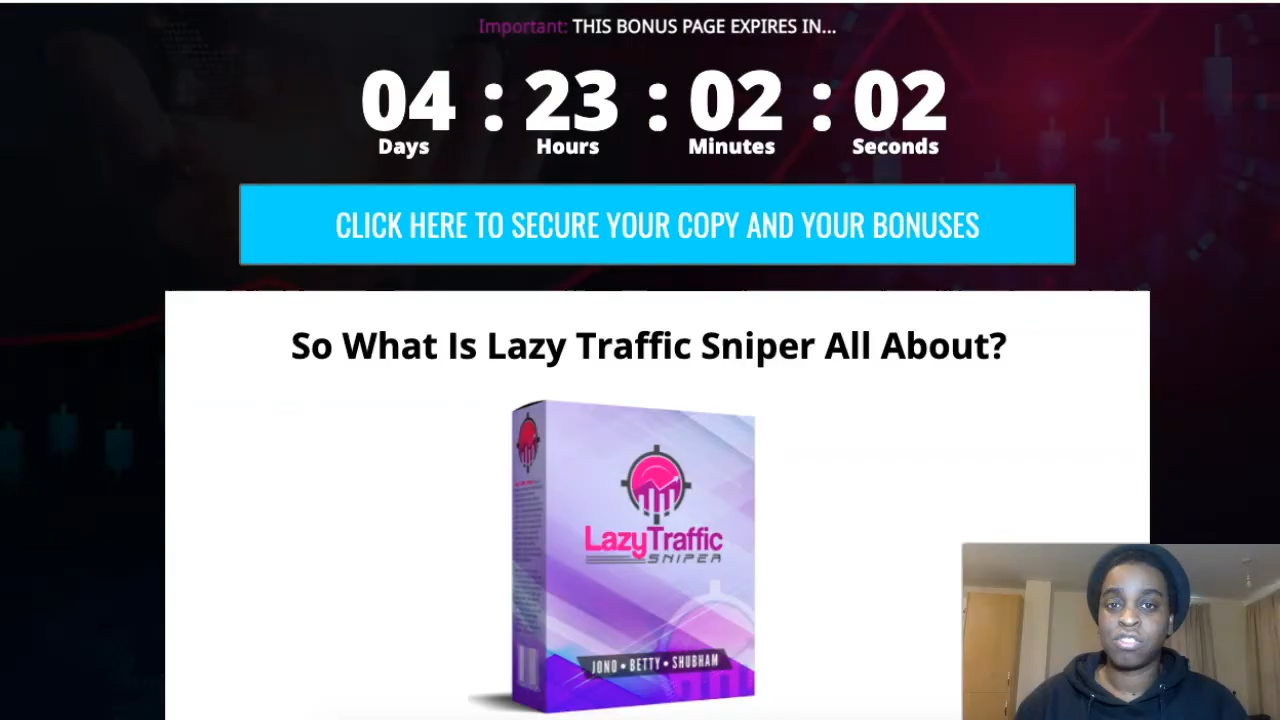 Important: THIS BONUS PAGE EXPIRES IN...
04 : 23 : 02 : 02
Days Hours Minutes Seconds
CLICK HERE TO SECURE YOUR COPY AND YOUR BONUSES
So What Is Lazy Traffic Sniper All About?
LazyTraffic
SNIPER
JONO • BETTY • SHUBHAM